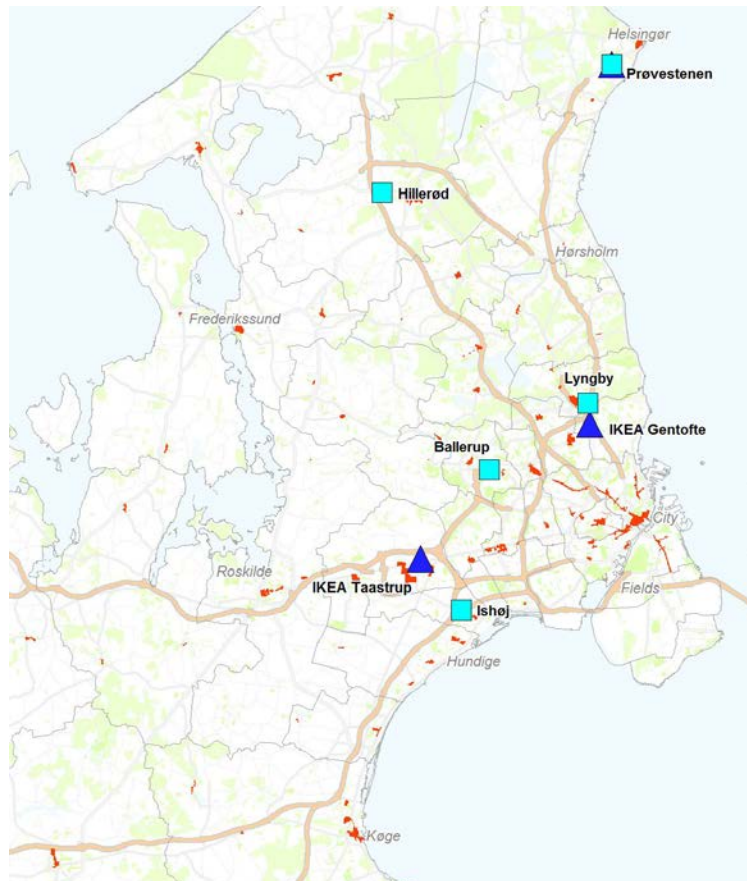 Helsingør
Prøvestenen
Hillerød
Hørsholm
Frederikssund
Lyngby
IKEA Gentofte
Ballerup
City
Roskilde
IKEA Taastrup
Fields
Ishøj
Hundige
Køge